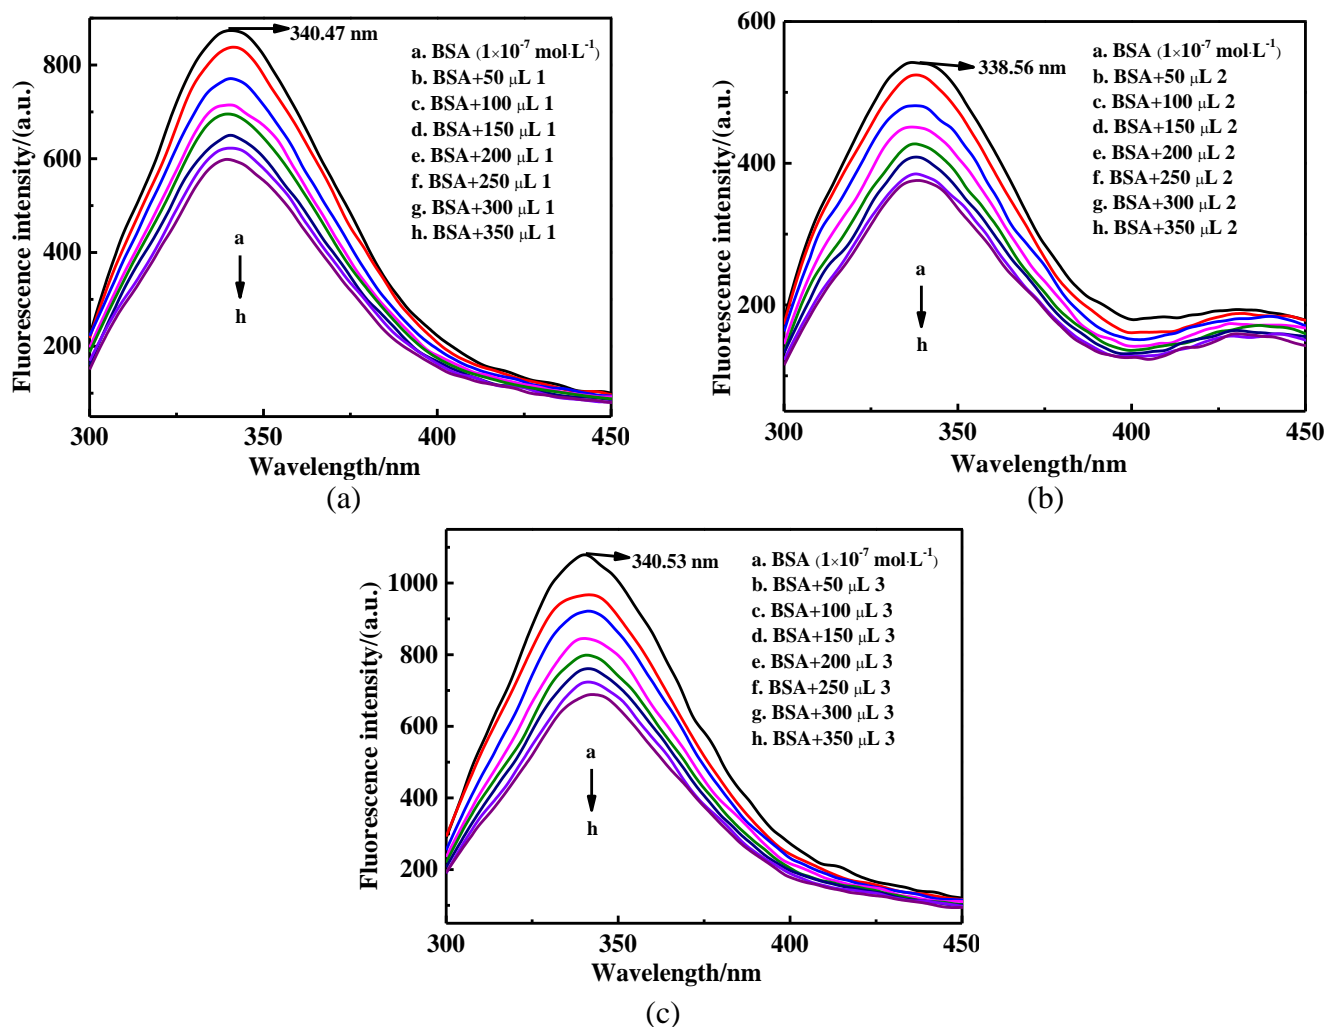 340.47 nm
a. BSA (1×10⁻⁷ mol·L⁻¹)
b. BSA+50 μL 1
c. BSA+100 μL 1
d. BSA+150 μL 1
e. BSA+200 μL 1
f. BSA+250 μL 1
g. BSA+300 μL 1
h. BSA+350 μL 1
a
h
800
600
400
200
Fluorescence intensity/(a.u.)
300
350
400
450
Wavelength/nm
(a)
338.56 nm
a. BSA (1×10⁻⁷ mol·L⁻¹)
b. BSA+50 μL 2
c. BSA+100 μL 2
d. BSA+150 μL 2
e. BSA+200 μL 2
f. BSA+250 μL 2
g. BSA+300 μL 2
h. BSA+350 μL 2
a
h
600
400
200
Fluorescence intensity/(a.u.)
300
350
400
450
Wavelength/nm
(b)
340.53 nm
a. BSA (1×10⁻⁷ mol·L⁻¹)
b. BSA+50 μL 3
c. BSA+100 μL 3
d. BSA+150 μL 3
e. BSA+200 μL 3
f. BSA+250 μL 3
g. BSA+300 μL 3
h. BSA+350 μL 3
a
h
1000
800
600
400
200
Fluorescence intensity/(a.u.)
300
350
400
450
Wavelength/nm
(c)